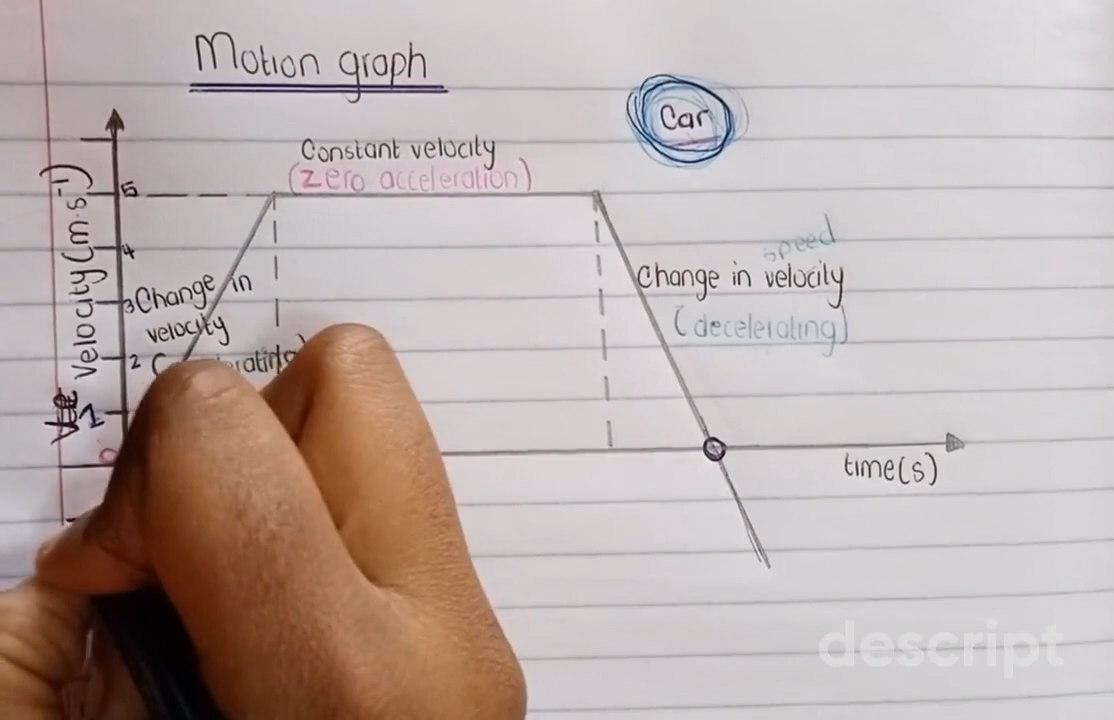 Motion graph
Car
Constant velocity
(zero acceleration)
velocity (m·s⁻¹)
5
4
3
2
1
0
Change in
velocity
speed
Change in velocity
(decelerating)
time(s)
descript